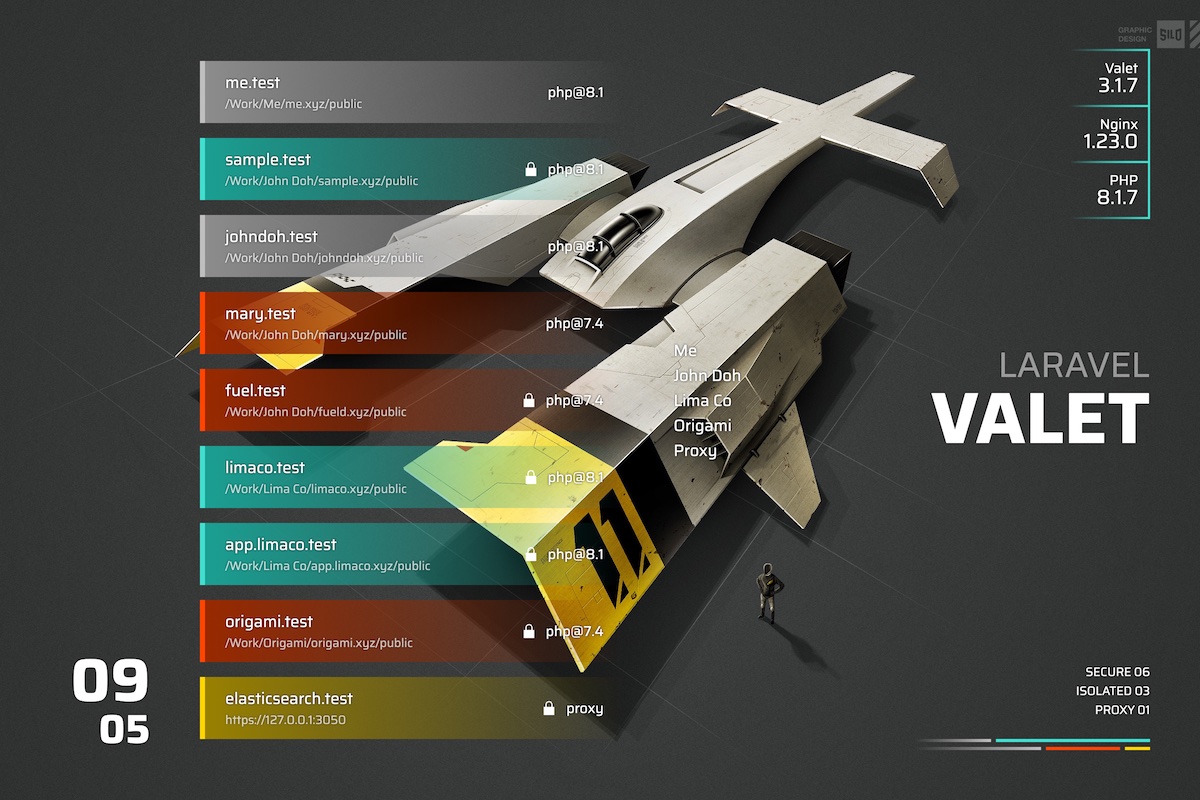 GRAPHIC
DESIGN
SILO
me.test
/Work/Me/me.xyz/public
php@8.1
sample.test
/Work/John Doh/sample.xyz/public
php@8.1
johndoh.test
/Work/John Doh/johndoh.xyz/public
php@8.1
mary.test
/Work/John Doh/mary.xyz/public
php@7.4
fuel.test
/Work/John Doh/fueld.xyz/public
php@7.4
limaco.test
/Work/Lima Co/limaco.xyz/public
php@8.1
app.limaco.test
/Work/Lima Co/app.limaco.xyz/public
php@8.1
origami.test
/Work/Origami/origami.xyz/public
php@7.4
elasticsearch.test
https://127.0.0.1:3050
proxy
Me
John Doh
Lima Co
Origami
Proxy
11
Valet
3.1.7
Nginx
1.23.0
PHP
8.1.7
LARAVEL
VALET
09
05
SECURE 06
ISOLATED 03
PROXY 01